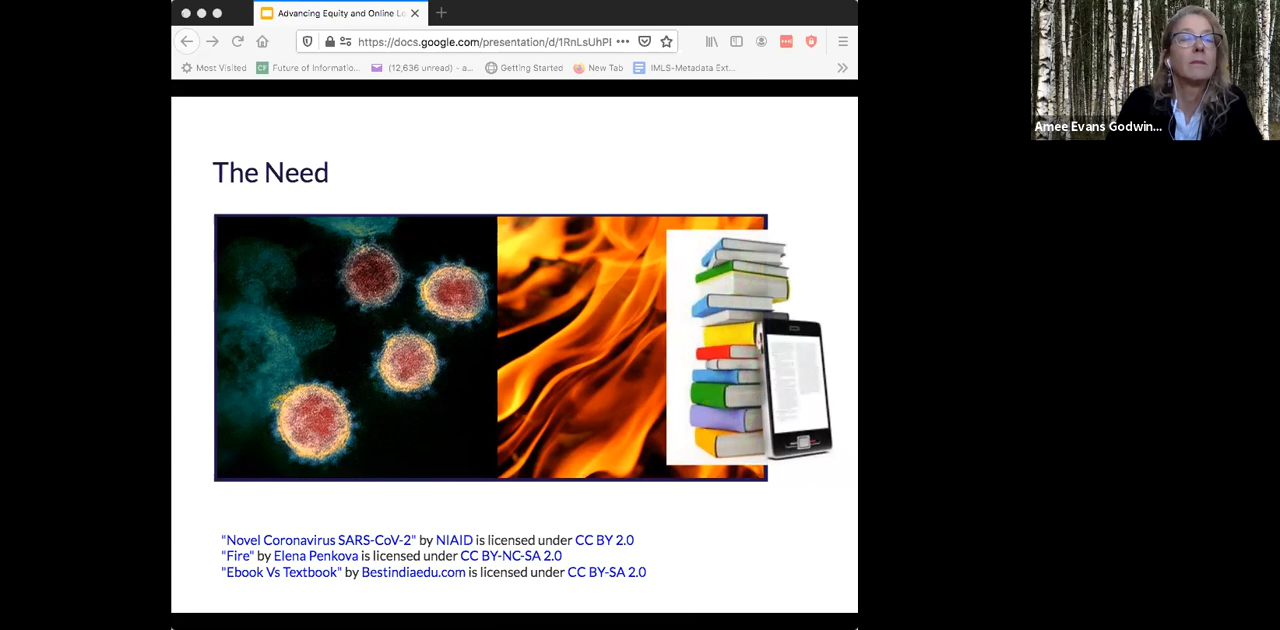 Advancing Equity and Online Lo
https://docs.google.com/presentation/d/1RnLsUhPI
Most Visited
Future of Informatio...
(12,636 unread) - a...
Getting Started
New Tab
IMLS-Metadata Ext...
Amee Evans Godwin...
The Need
"Novel Coronavirus SARS-CoV-2" by NIAID is licensed under CC BY 2.0
"Fire" by Elena Penkova is licensed under CC BY-NC-SA 2.0
"Ebook Vs Textbook" by Bestindiaedu.com is licensed under CC BY-SA 2.0